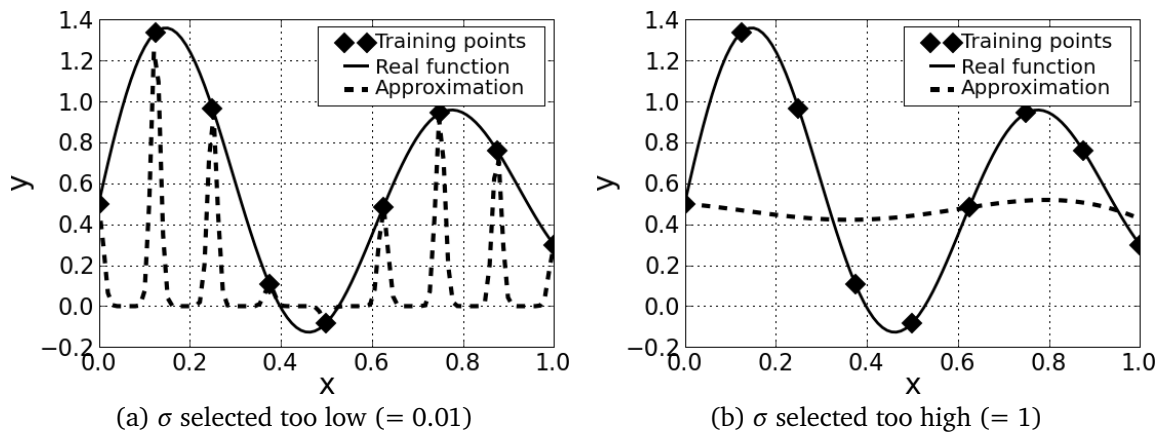 1.4
1.2
1.0
0.8
0.6
0.4
0.2
0.0
−0.2
y
0.0 0.2 0.4 0.6 0.8 1.0
x
Training points
Real function
Approximation
(a) σ selected too low (= 0.01)
1.4
1.2
1.0
0.8
0.6
0.4
0.2
0.0
−0.2
y
0.0 0.2 0.4 0.6 0.8 1.0
x
Training points
Real function
Approximation
(b) σ selected too high (= 1)